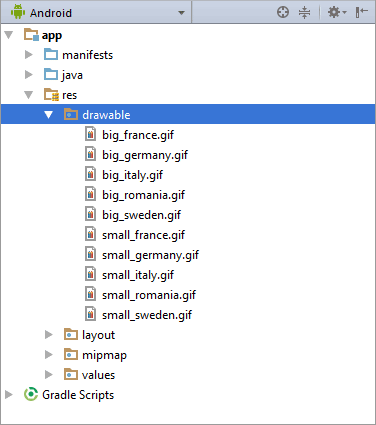 Android
app
manifests
java
res
drawable
big_france.gif
big_germany.gif
big_italy.gif
big_romania.gif
big_sweden.gif
small_france.gif
small_germany.gif
small_italy.gif
small_romania.gif
small_sweden.gif
layout
mipmap
values
Gradle Scripts